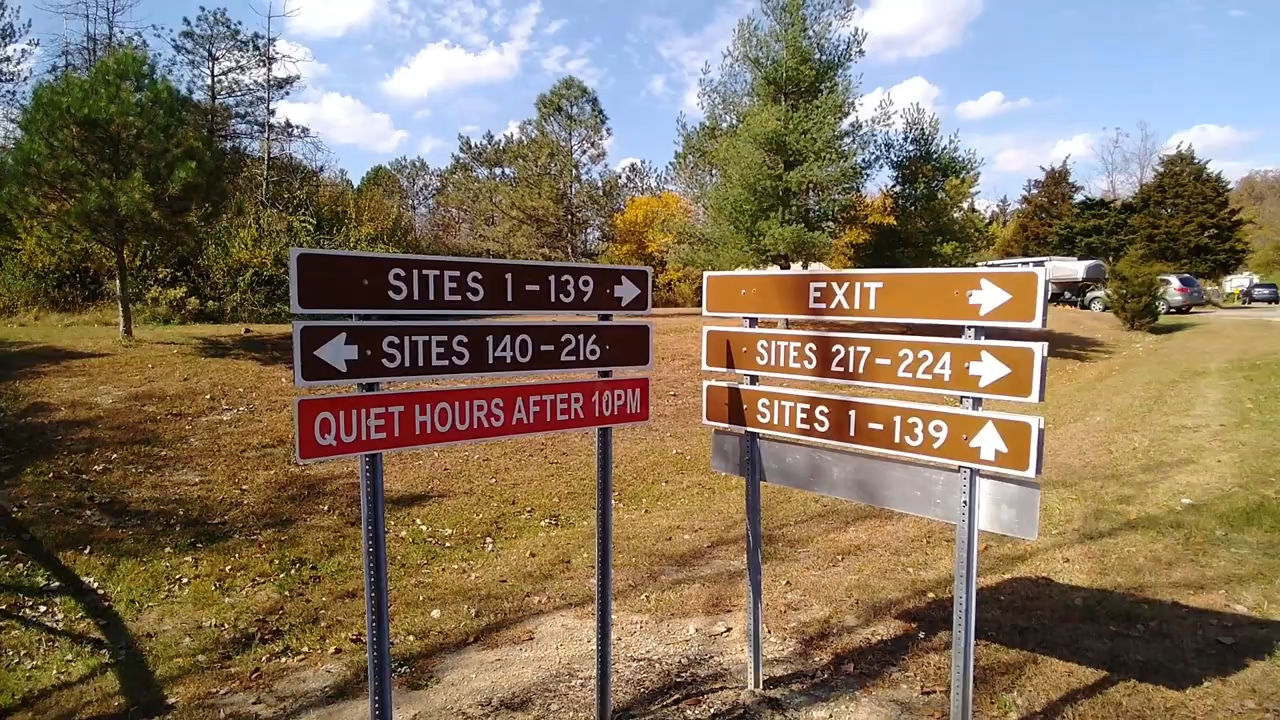 SITES 1-139
SITES 140-216
QUIET HOURS AFTER 10PM
EXIT
SITES 217-224
SITES 1-139